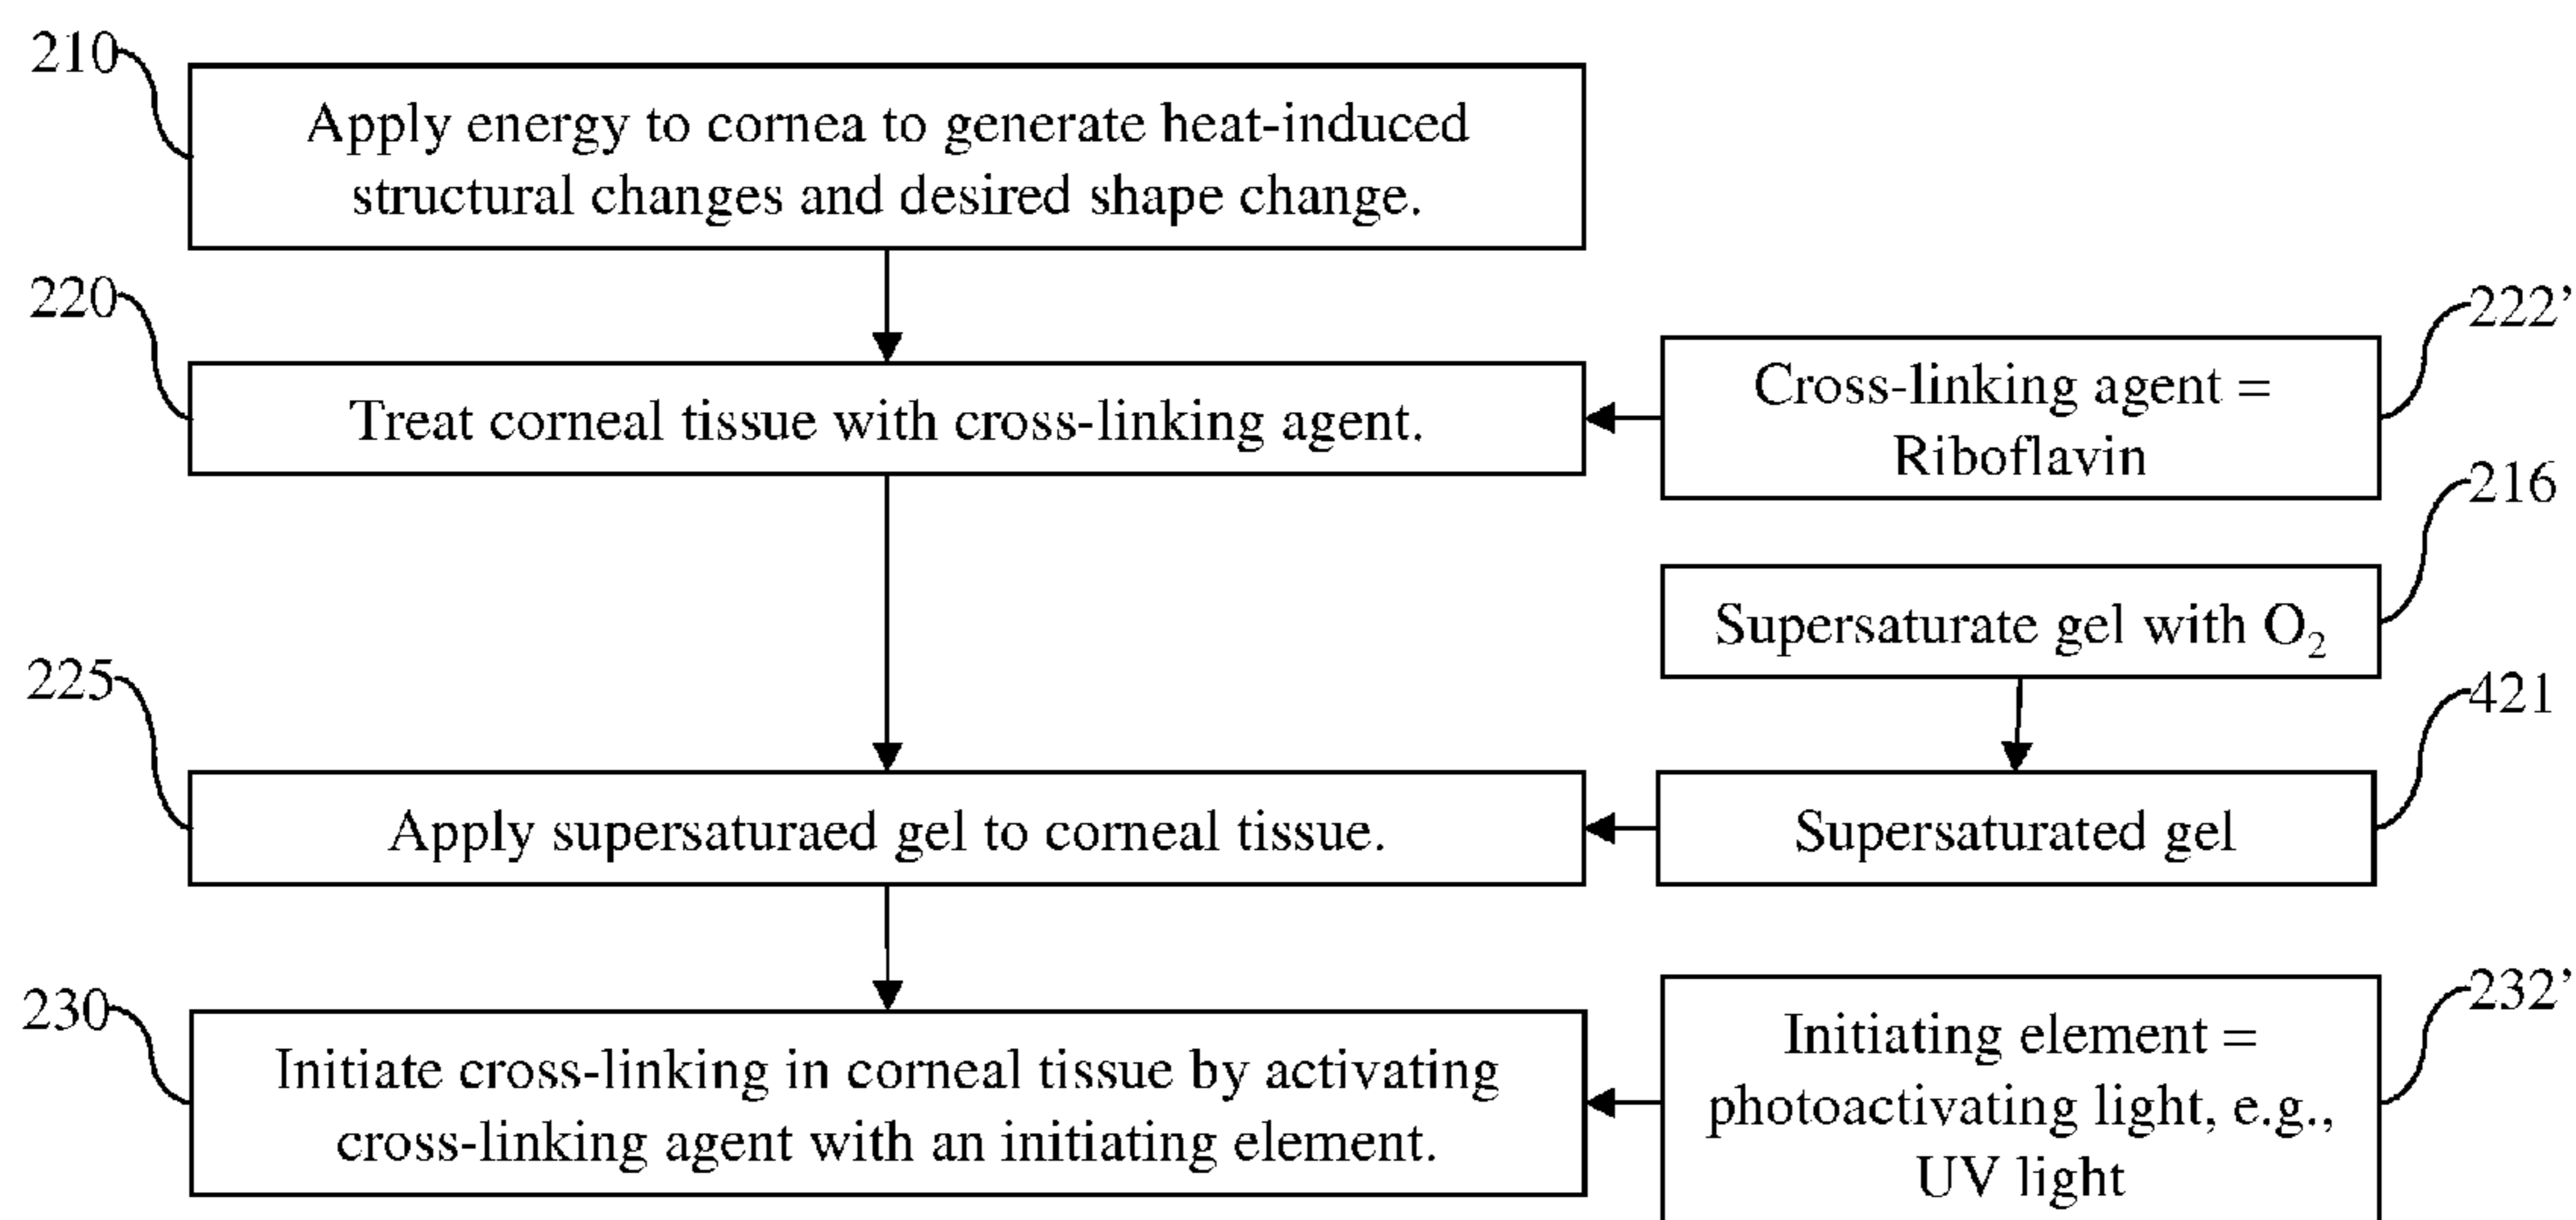 210
Apply energy to cornea to generate heat-induced
structural changes and desired shape change.
220
Treat corneal tissue with cross-linking agent.
222’
Cross-linking agent =
Riboflavin
216
Supersaturate gel with O₂
225
Apply supersaturaed gel to corneal tissue.
421
Supersaturated gel
230
Initiate cross-linking in corneal tissue by activating
cross-linking agent with an initiating element.
232’
Initiating element =
photoactivating light, e.g.,
UV light